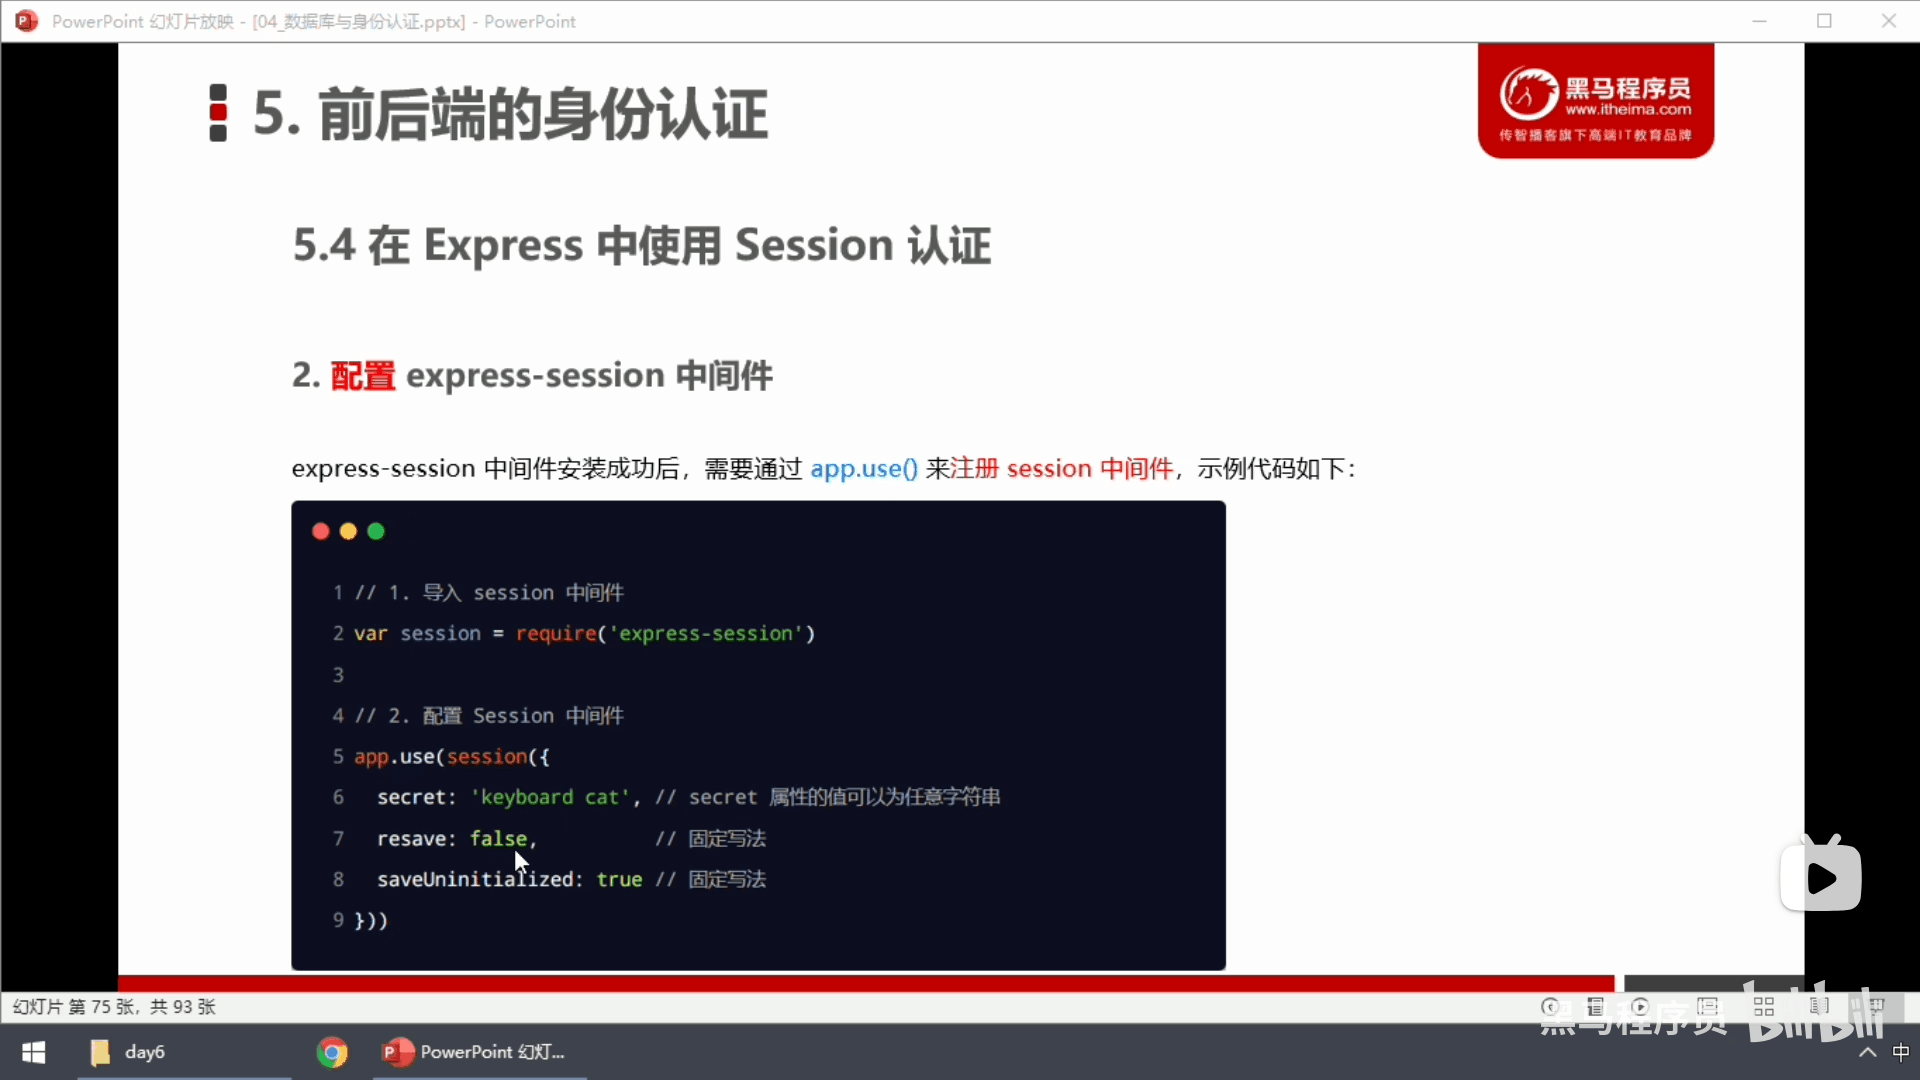 PowerPoint 幻灯片放映 - [04_数据库与身份认证.pptx] - PowerPoint
5. 前后端的身份认证
黑马程序员
www.itheima.com
传智播客旗下高端IT教育品牌
5.4 在 Express 中使用 Session 认证
2. 配置 express-session 中间件
express-session 中间件安装成功后，需要通过 app.use() 来注册 session 中间件，示例代码如下：
1 // 1. 导入 session 中间件
2 var session = require('express-session')
3
4 // 2. 配置 Session 中间件
5 app.use(session({
6 secret: 'keyboard cat', // secret 属性的值可以为任意字符串
7 resave: false, // 固定写法
8 saveUninitialized: true // 固定写法
9 }))
幻灯片 第 75 张，共 93 张
黑马程序员 bilibili
day6
PowerPoint 幻灯...
中